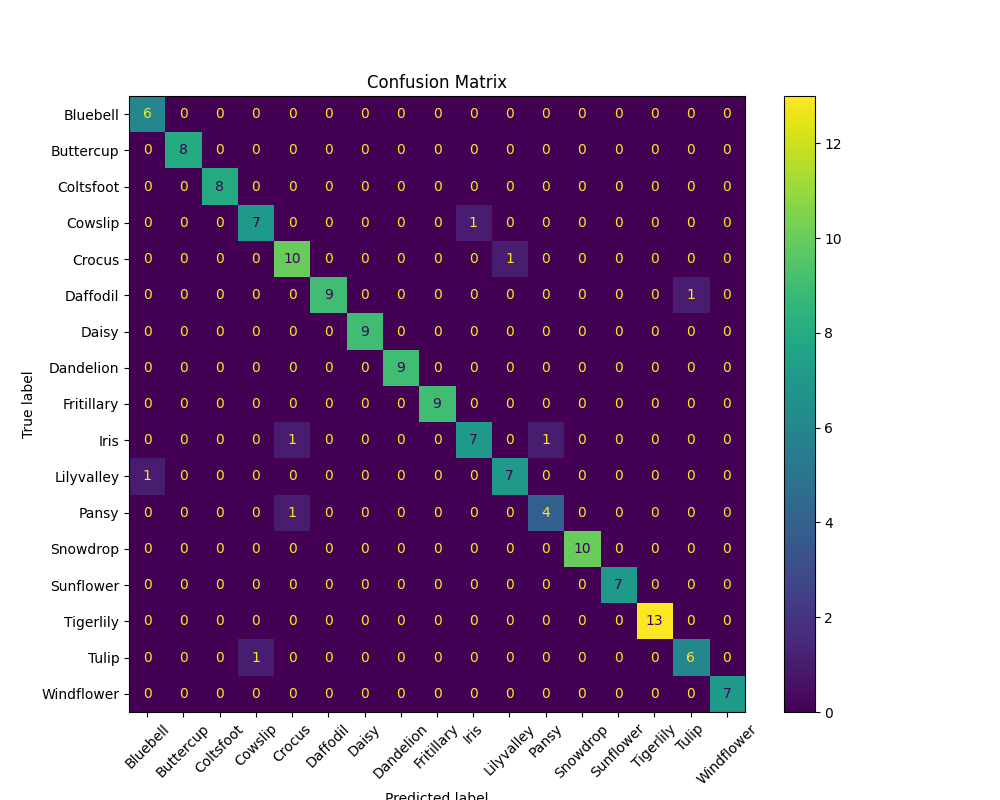 Confusion Matrix
Bluebell 6 0 0 0 0 0 0 0 0 0 0 0 0 0 0 0 0
Buttercup 0 8 0 0 0 0 0 0 0 0 0 0 0 0 0 0 0
Coltsfoot 0 0 8 0 0 0 0 0 0 0 0 0 0 0 0 0 0
Cowslip 0 0 0 7 0 0 0 0 0 1 0 0 0 0 0 0 0
Crocus 0 0 0 0 10 0 0 0 0 0 1 0 0 0 0 0 0
Daffodil 0 0 0 0 0 9 0 0 0 0 0 0 0 0 0 1 0
Daisy 0 0 0 0 0 0 9 0 0 0 0 0 0 0 0 0 0
Dandelion 0 0 0 0 0 0 0 9 0 0 0 0 0 0 0 0 0
Fritillary 0 0 0 0 0 0 0 0 9 0 0 0 0 0 0 0 0
Iris 0 0 0 0 1 0 0 0 0 7 0 1 0 0 0 0 0
Lilyvalley 1 0 0 0 0 0 0 0 0 0 7 0 0 0 0 0 0
Pansy 0 0 0 0 1 0 0 0 0 0 0 4 0 0 0 0 0
Snowdrop 0 0 0 0 0 0 0 0 0 0 0 0 10 0 0 0 0
Sunflower 0 0 0 0 0 0 0 0 0 0 0 0 0 7 0 0 0
Tigerlily 0 0 0 0 0 0 0 0 0 0 0 0 0 0 13 0 0
Tulip 0 0 0 1 0 0 0 0 0 0 0 0 0 0 0 6 0
Windflower 0 0 0 0 0 0 0 0 0 0 0 0 0 0 0 0 7
True label
Bluebell Buttercup Coltsfoot Cowslip Crocus Daffodil Daisy Dandelion Fritillary Iris Lilyvalley Pansy Snowdrop Sunflower Tigerlily Tulip Windflower
Predicted label
12
10
8
6
4
2
0